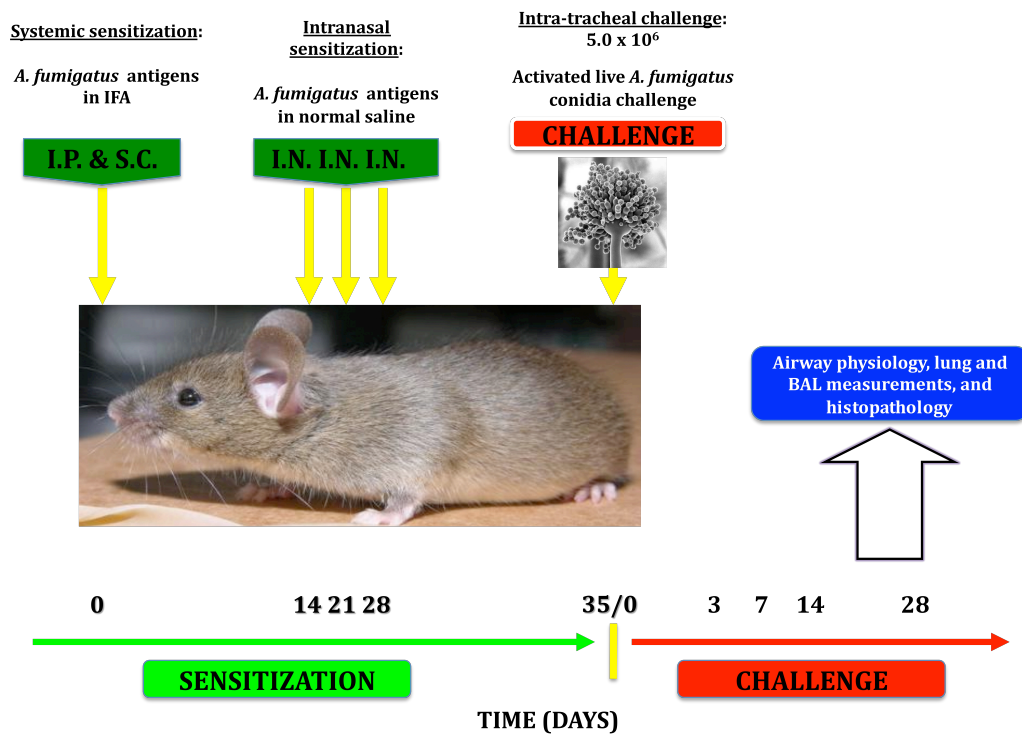 Systemic sensitization:
A. fumigatus antigens
in IFA
I.P. & S.C.
Intranasal
sensitization:
A. fumigatus antigens
in normal saline
I.N. I.N. I.N.
Intra-tracheal challenge:
5.0 x 10⁶
Activated live A. fumigatus
conidia challenge
CHALLENGE
Airway physiology, lung and
BAL measurements, and
histopathology
0 14 21 28 35/0 3 7 14 28
SENSITIZATION
CHALLENGE
TIME (DAYS)